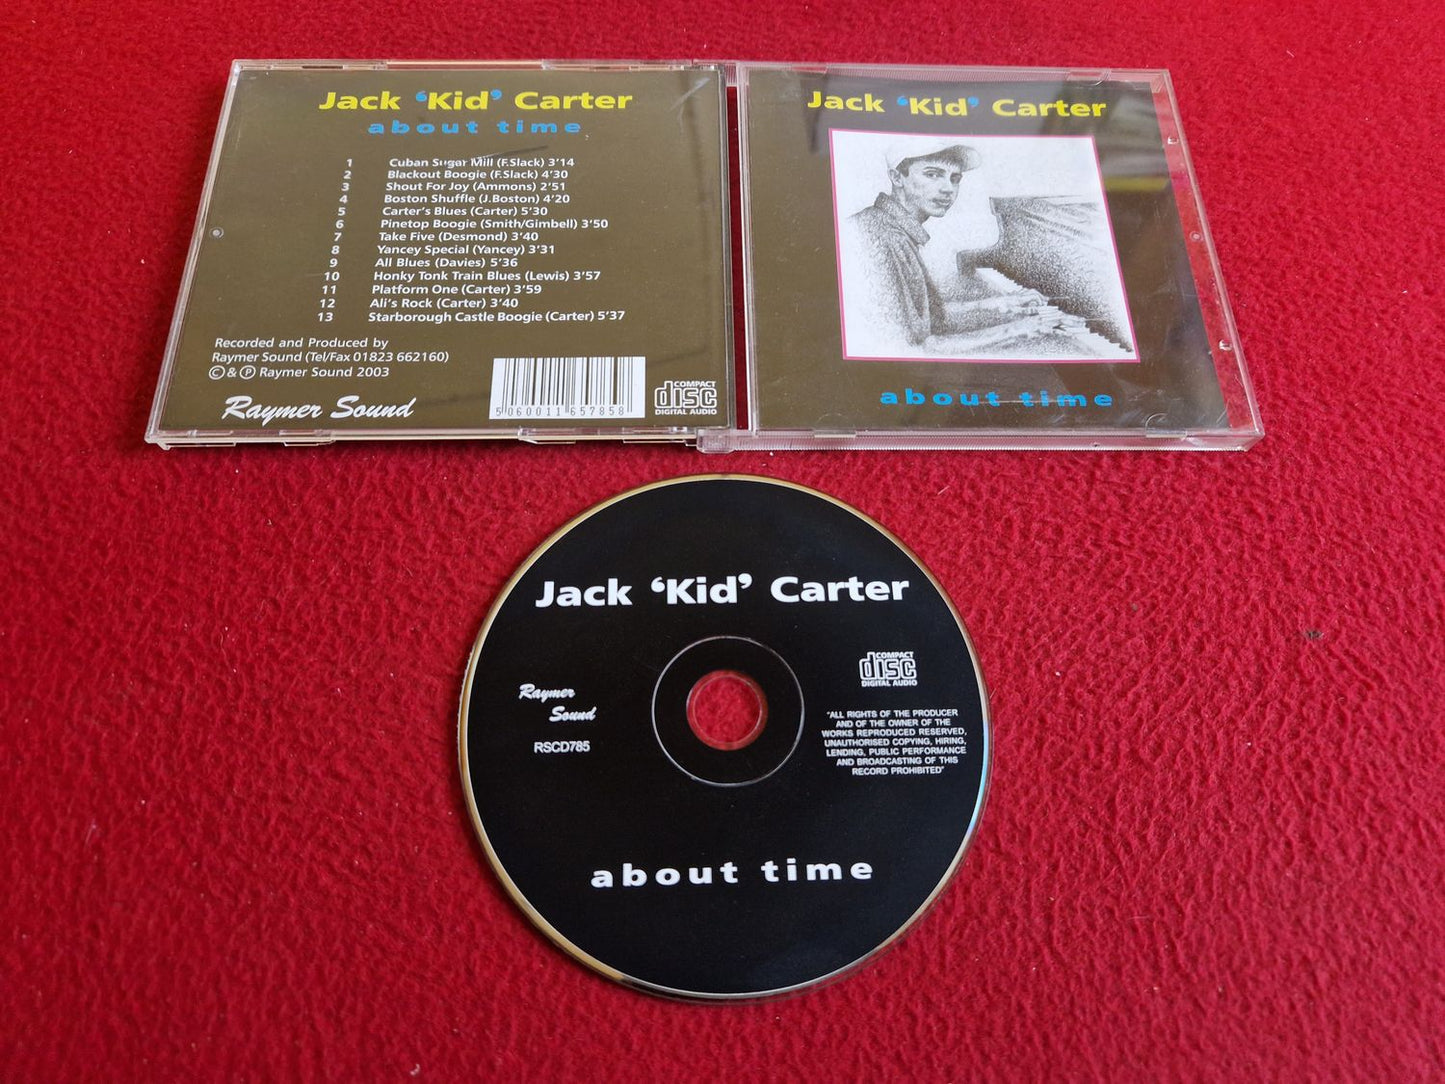 Jack ‘Kid’ Carter
about time
1 Cuban Sugar Mill (F.Slack) 3’14
2 Blackout Boogie (F.Slack) 4’30
3 Shout For Joy (Ammons) 2’51
4 Boston Shuffle (J.Boston) 4’20
5 Carter’s Blues (Carter) 5’30
6 Pinetop Boogie (Smith/Gimbell) 3’50
7 Take Five (Desmond) 3’40
8 Yancey Special (Yancey) 3’31
9 All Blues (Davies) 5’36
10 Honky Tonk Train Blues (Lewis) 3’57
11 Platform One (Carter) 3’59
12 Ali’s Rock (Carter) 3’40
13 Starborough Castle Boogie (Carter) 5’37
Recorded and Produced by
Raymer Sound (Tel/Fax 01823 662160)
© & ℗ Raymer Sound 2003
Raymer Sound
5 060011 657858
COMPACT
disc
DIGITAL AUDIO
Jack ‘Kid’ Carter
about time
Jack ‘Kid’ Carter
Raymer
Sound
RSCD785
COMPACT
disc
DIGITAL AUDIO
"ALL RIGHTS OF THE PRODUCER
AND OF THE OWNER OF THE
WORKS REPRODUCED RESERVED,
UNAUTHORISED COPYING, HIRING,
LENDING, PUBLIC PERFORMANCE
AND BROADCASTING OF THIS
RECORD PROHIBITED"
about time